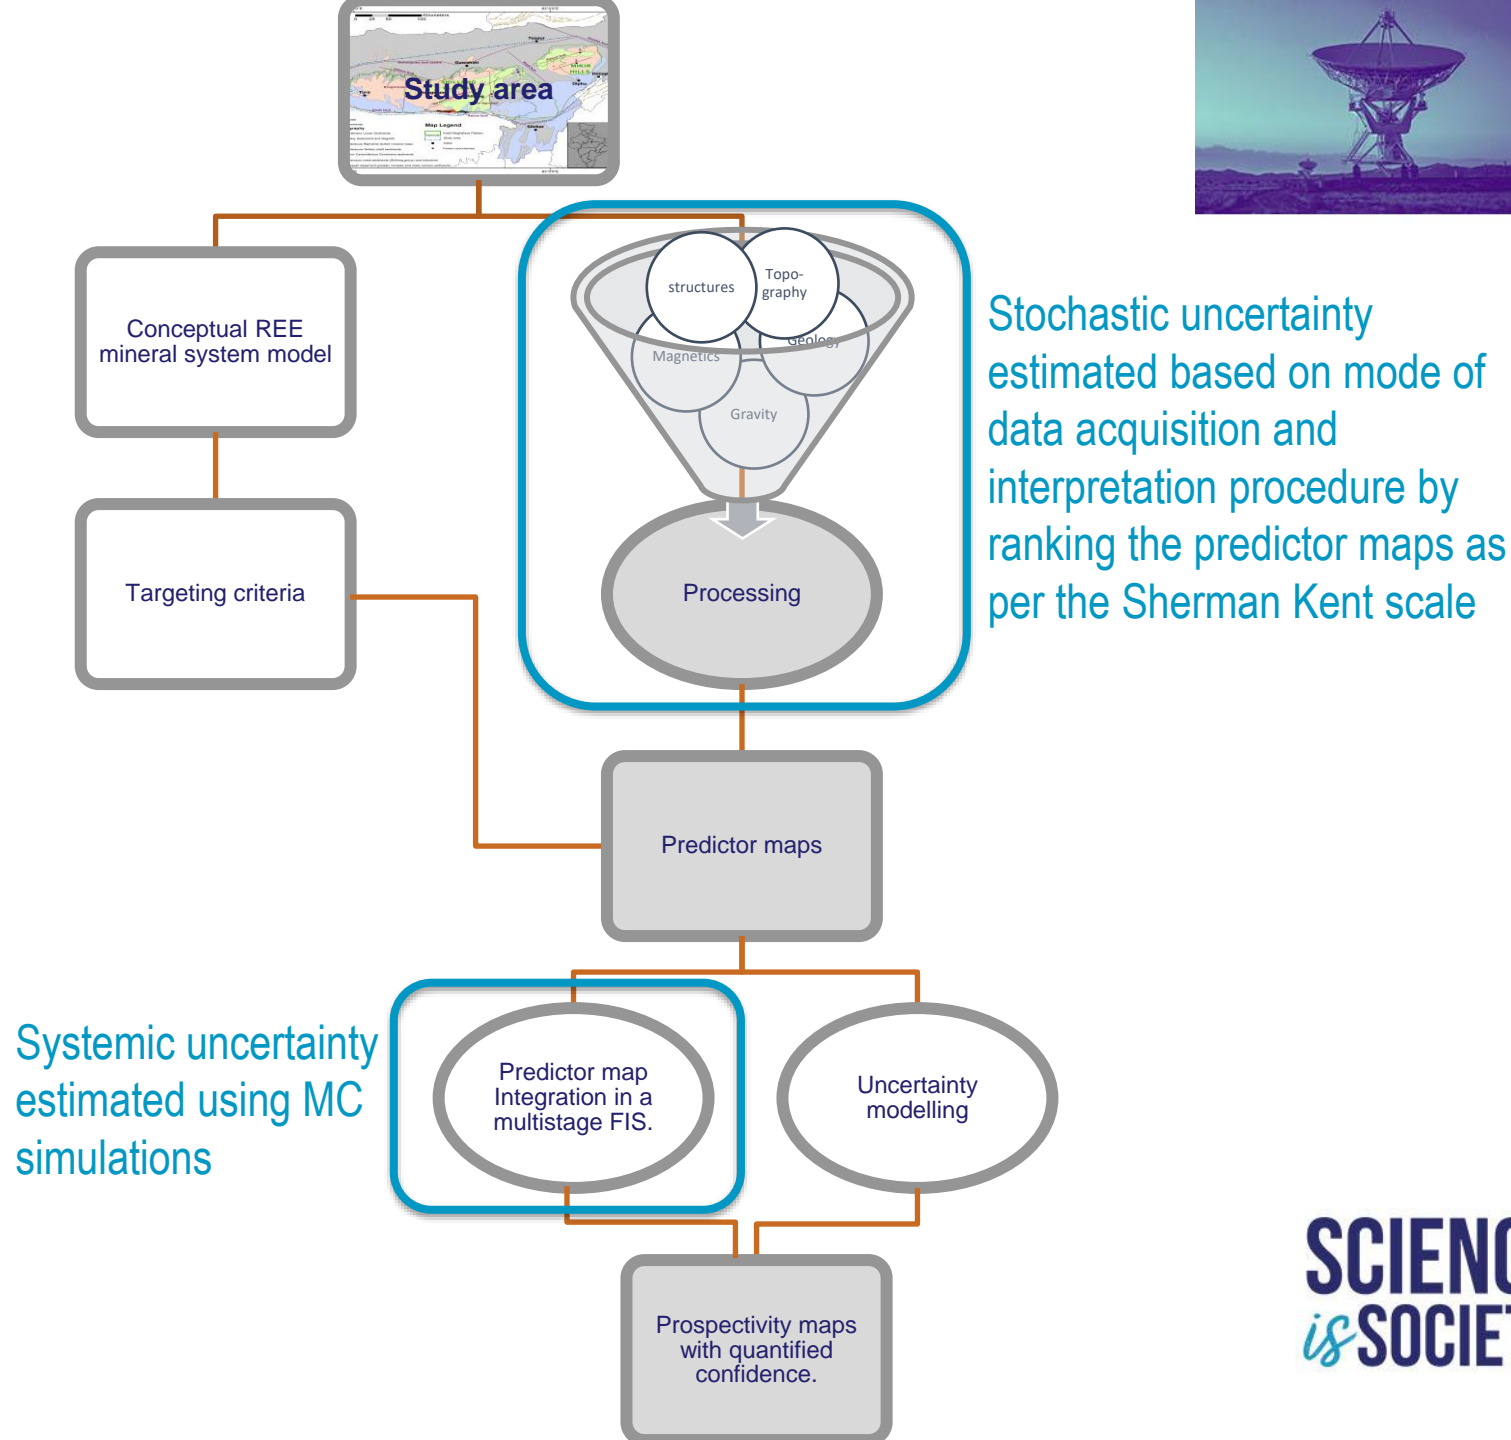 Study area
Map Legend
structures
Topo-
graphy
Magnetics
Geology
Gravity
Conceptual REE
mineral system model
Targeting criteria
Processing
Stochastic uncertainty
estimated based on mode of
data acquisition and
interpretation procedure by
ranking the predictor maps as
per the Sherman Kent scale
Predictor maps
Systemic uncertainty
estimated using MC
simulations
Predictor map
Integration in a
multistage FIS.
Uncertainty
modelling
Prospectivity maps
with quantified
confidence.
SCIENC
is SOCIET